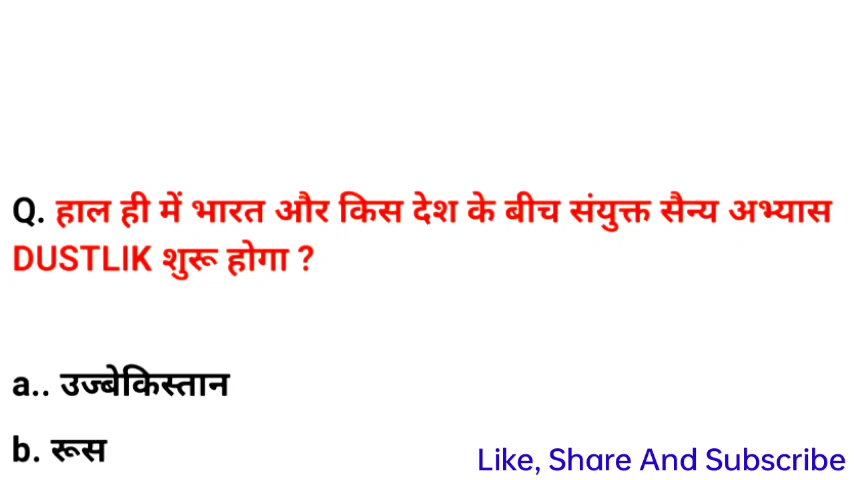 Q. हाल ही में भारत और किस देश के बीच संयुक्त सैन्य अभ्यास
DUSTLIK शुरू होगा ?
a.. उज्बेकिस्तान
b. रूस
Like, Share And Subscribe